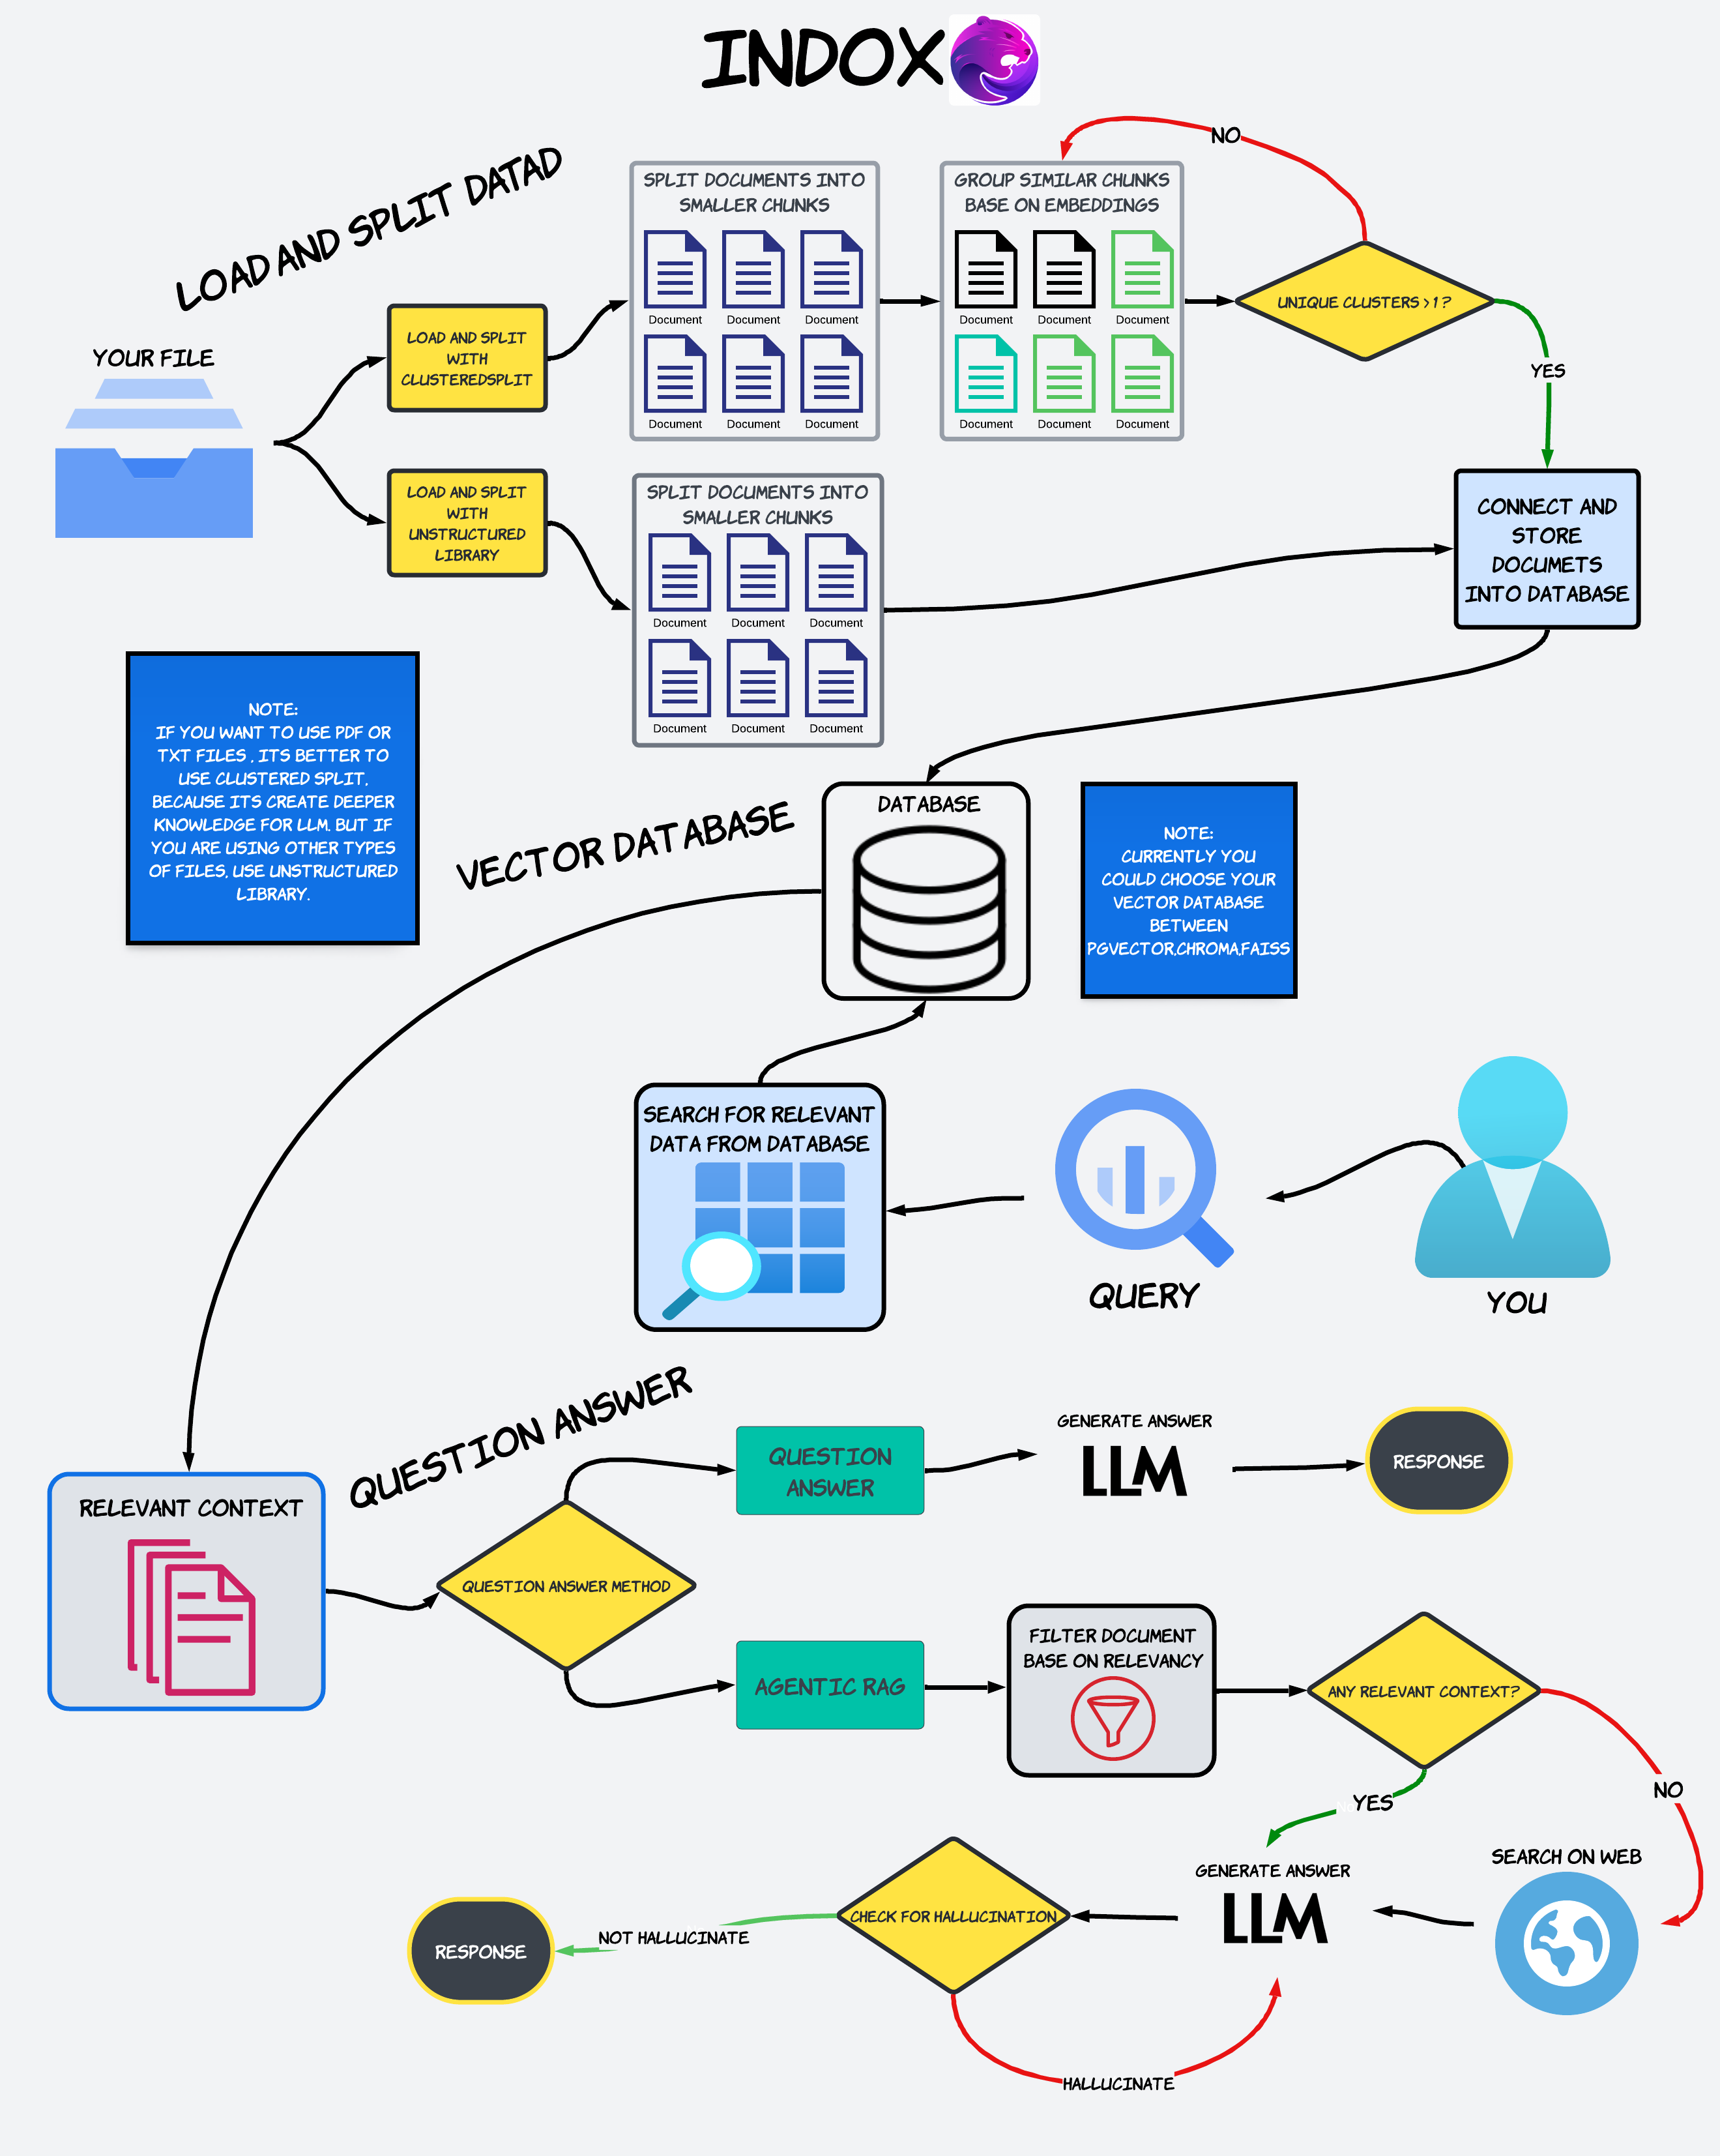 INDOX
LOAD AND SPLIT DATAD
NO
SPLIT DOCUMENTS INTO
SMALLER CHUNKS
Document Document Document
Document Document Document
GROUP SIMILAR CHUNKS
BASE ON EMBEDDINGS
Document Document Document
Document Document Document
UNIQUE CLUSTERS > 1 ?
YES
YOUR FILE
LOAD AND SPLIT
WITH
CLUSTEREDSPLIT
LOAD AND SPLIT
WITH
UNSTRUCTURED
LIBRARY
SPLIT DOCUMENTS INTO
SMALLER CHUNKS
Document Document Document
Document Document Document
CONNECT AND
STORE
DOCUMETS
INTO DATABASE
NOTE:
IF YOU WANT TO USE PDF OR
TXT FILES , ITS BETTER TO
USE CLUSTERED SPLIT,
BECAUSE ITS CREATE DEEPER
KNOWLEDGE FOR LLM. BUT IF
YOU ARE USING OTHER TYPES
OF FILES, USE UNSTRUCTURED
LIBRARY.
VECTOR DATABASE
DATABASE
NOTE:
CURRENTLY YOU
COULD CHOOSE YOUR
VECTOR DATABASE
BETWEEN
PGVECTOR,CHROMA,FAISS
SEARCH FOR RELEVANT
DATA FROM DATABASE
QUERY
YOU
QUESTION ANSWER
RELEVANT CONTEXT
QUESTION ANSWER METHOD
QUESTION
ANSWER
GENERATE ANSWER
LLM
RESPONSE
AGENTIC RAG
FILTER DOCUMENT
BASE ON RELEVANCY
ANY RELEVANT CONTEXT?
NO
YES
SEARCH ON WEB
GENERATE ANSWER
LLM
CHECK FOR HALLUCINATION
NOT HALLUCINATE
RESPONSE
HALLUCINATE